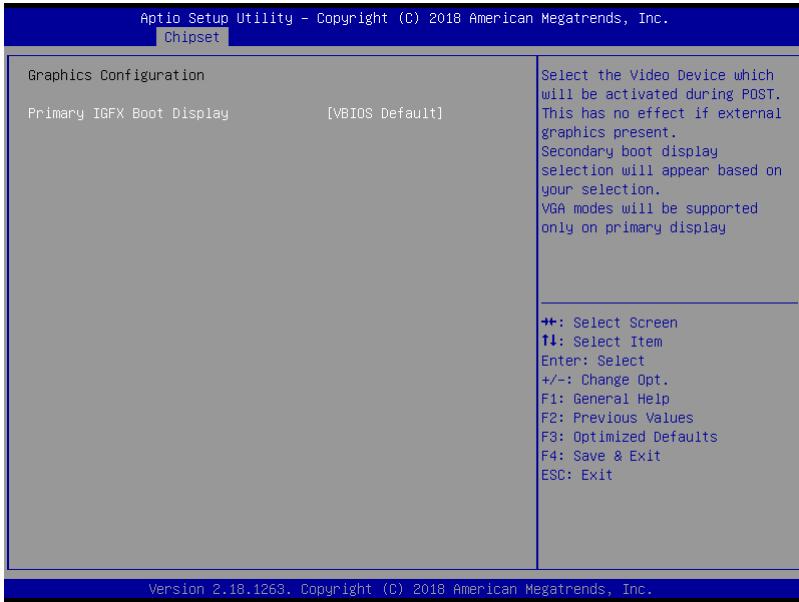 Aptio Setup Utility – Copyright (C) 2018 American Megatrends, Inc.
Chipset
Graphics Configuration
Primary IGFX Boot Display [VBIOS Default]
Select the Video Device which
will be activated during POST.
This has no effect if external
graphics present.
Secondary boot display
selection will appear based on
your selection.
VGA modes will be supported
only on primary display
→←: Select Screen
↑↓: Select Item
Enter: Select
+/-: Change Opt.
F1: General Help
F2: Previous Values
F3: Optimized Defaults
F4: Save & Exit
ESC: Exit
Version 2.18.1263. Copyright (C) 2018 American Megatrends, Inc.